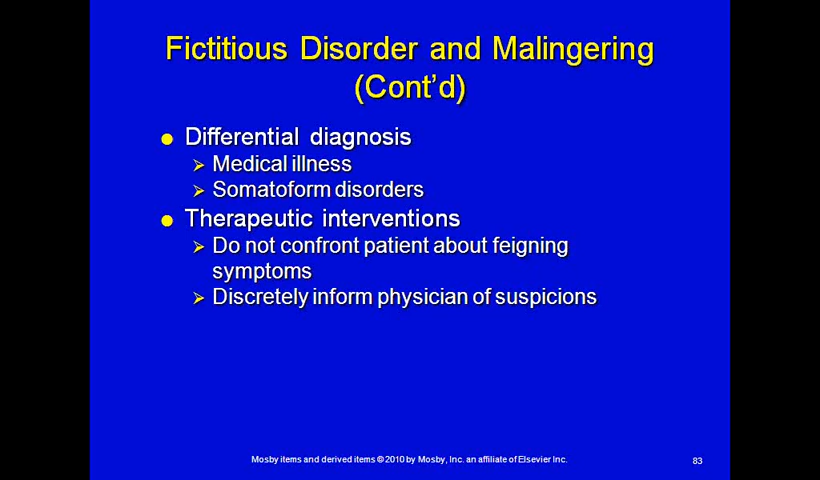 Fictitious Disorder and Malingering
(Cont'd)
Differential diagnosis
Medical illness
Somatoform disorders
Therapeutic interventions
Do not confront patient about feigning
symptoms
Discretely inform physician of suspicions
Mosby items and derived items © 2010 by Mosby, Inc. an affiliate of Elsevier Inc.
83